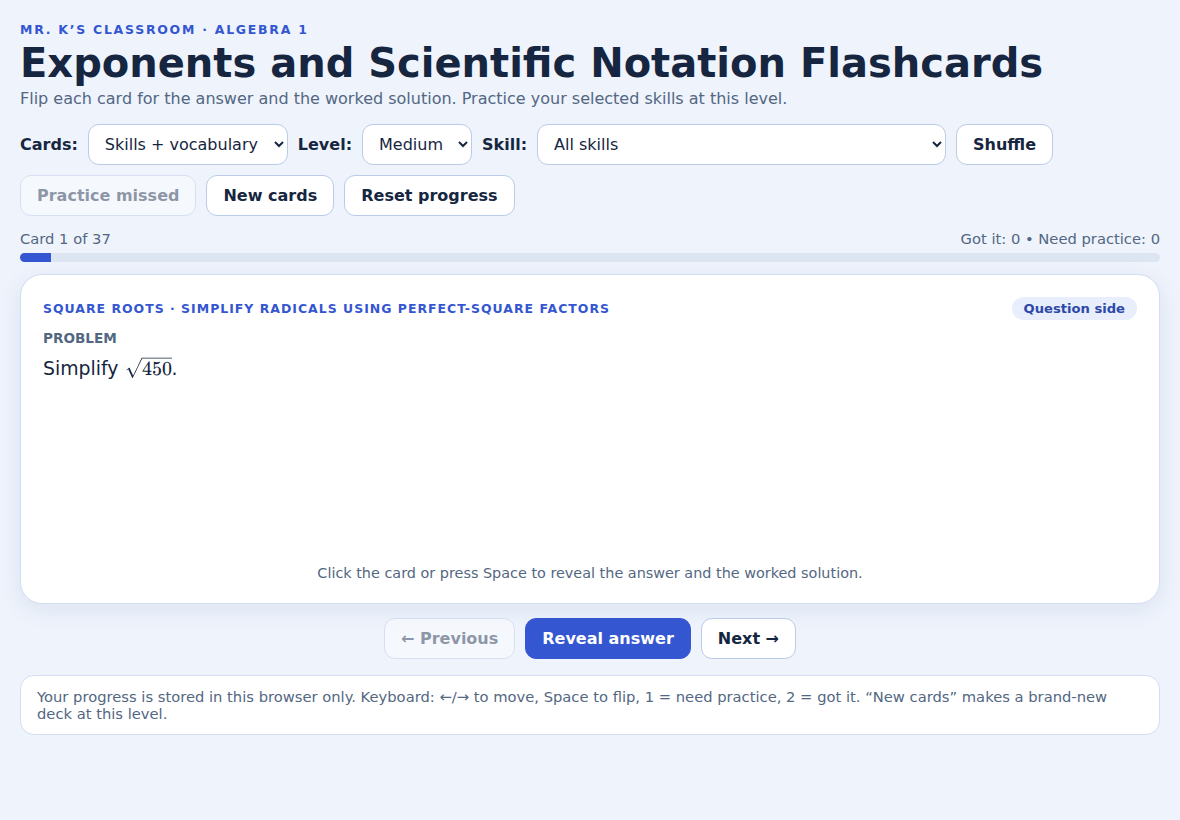 MR. K’S CLASSROOM · ALGEBRA 1
Exponents and Scientific Notation Flashcards
Flip each card for the answer and the worked solution. Practice your selected skills at this level.
Cards: Skills + vocabulary Level: Medium Skill: All skills Shuffle
Practice missed New cards Reset progress
Card 1 of 37 Got it: 0 • Need practice: 0
SQUARE ROOTS · SIMPLIFY RADICALS USING PERFECT-SQUARE FACTORS Question side
PROBLEM
Simplify √450.
Click the card or press Space to reveal the answer and the worked solution.
← Previous Reveal answer Next →
Your progress is stored in this browser only. Keyboard: ←/→ to move, Space to flip, 1 = need practice, 2 = got it. “New cards” makes a brand-new
deck at this level.